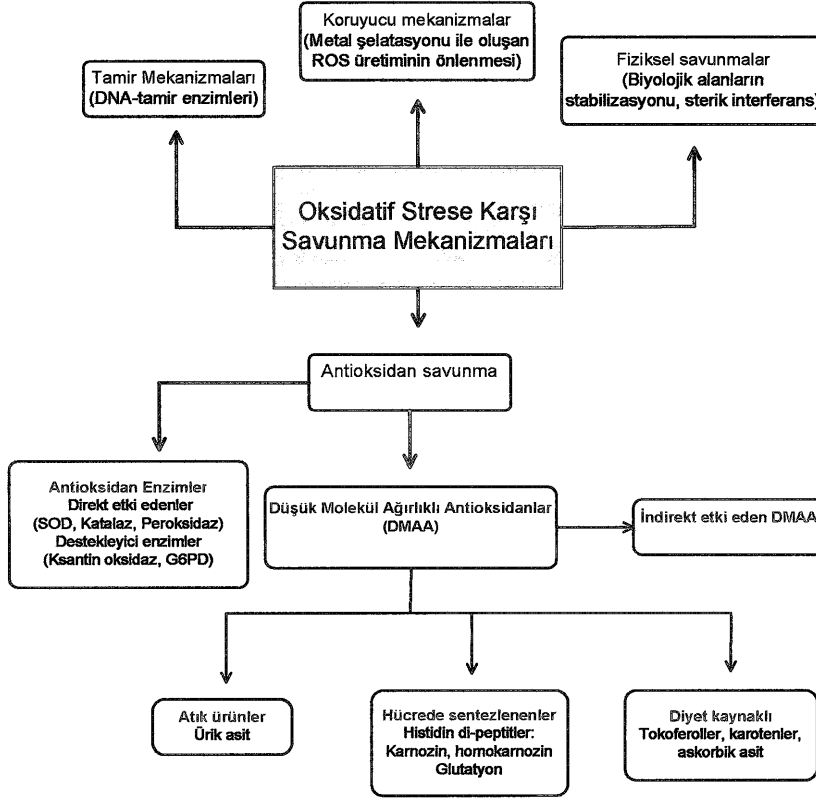 Koruyucu mekanizmalar
(Metal şelatasyonu ile oluşan
ROS üretiminin önlenmesi)
Tamir Mekanizmaları
(DNA-tamir enzimleri)
Fiziksel savunmalar
(Biyolojik alanların
stabilizasyonu, sterik interferans)
Oksidatif Strese Karşı
Savunma Mekanizmaları
Antioksidan savunma
Antioksidan Enzimler
Direkt etki edenler
(SOD, Katalaz, Peroksidaz)
Destekleyici enzimler
(Ksantin oksidaz, G6PD)
Düşük Molekül Ağırlıklı Antioksidanlar
(DMAA)
İndirekt etki eden DMAA
Atık ürünler
Ürik asit
Hücrede sentezlenenler
Histidin di-peptitler:
Karnozin, homokarnozin
Glutatyon
Diyet kaynaklı
Tokoferoller, karotenler,
askorbik asit